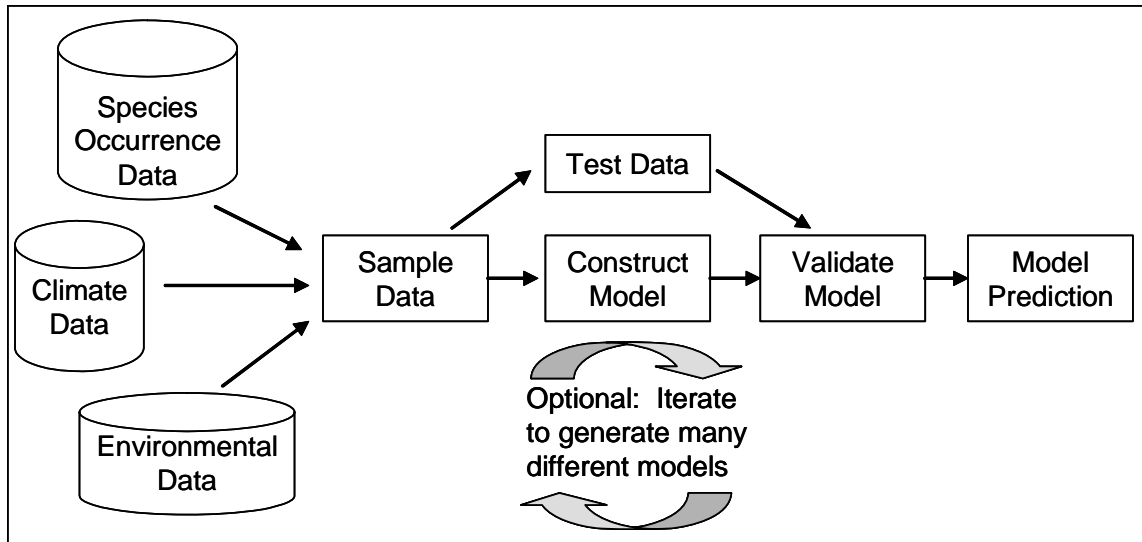 Species
Occurrence
Data
Climate
Data
Environmental
Data
Sample
Data
Test Data
Construct
Model
Validate
Model
Model
Prediction
Optional:  Iterate
to generate many
different models